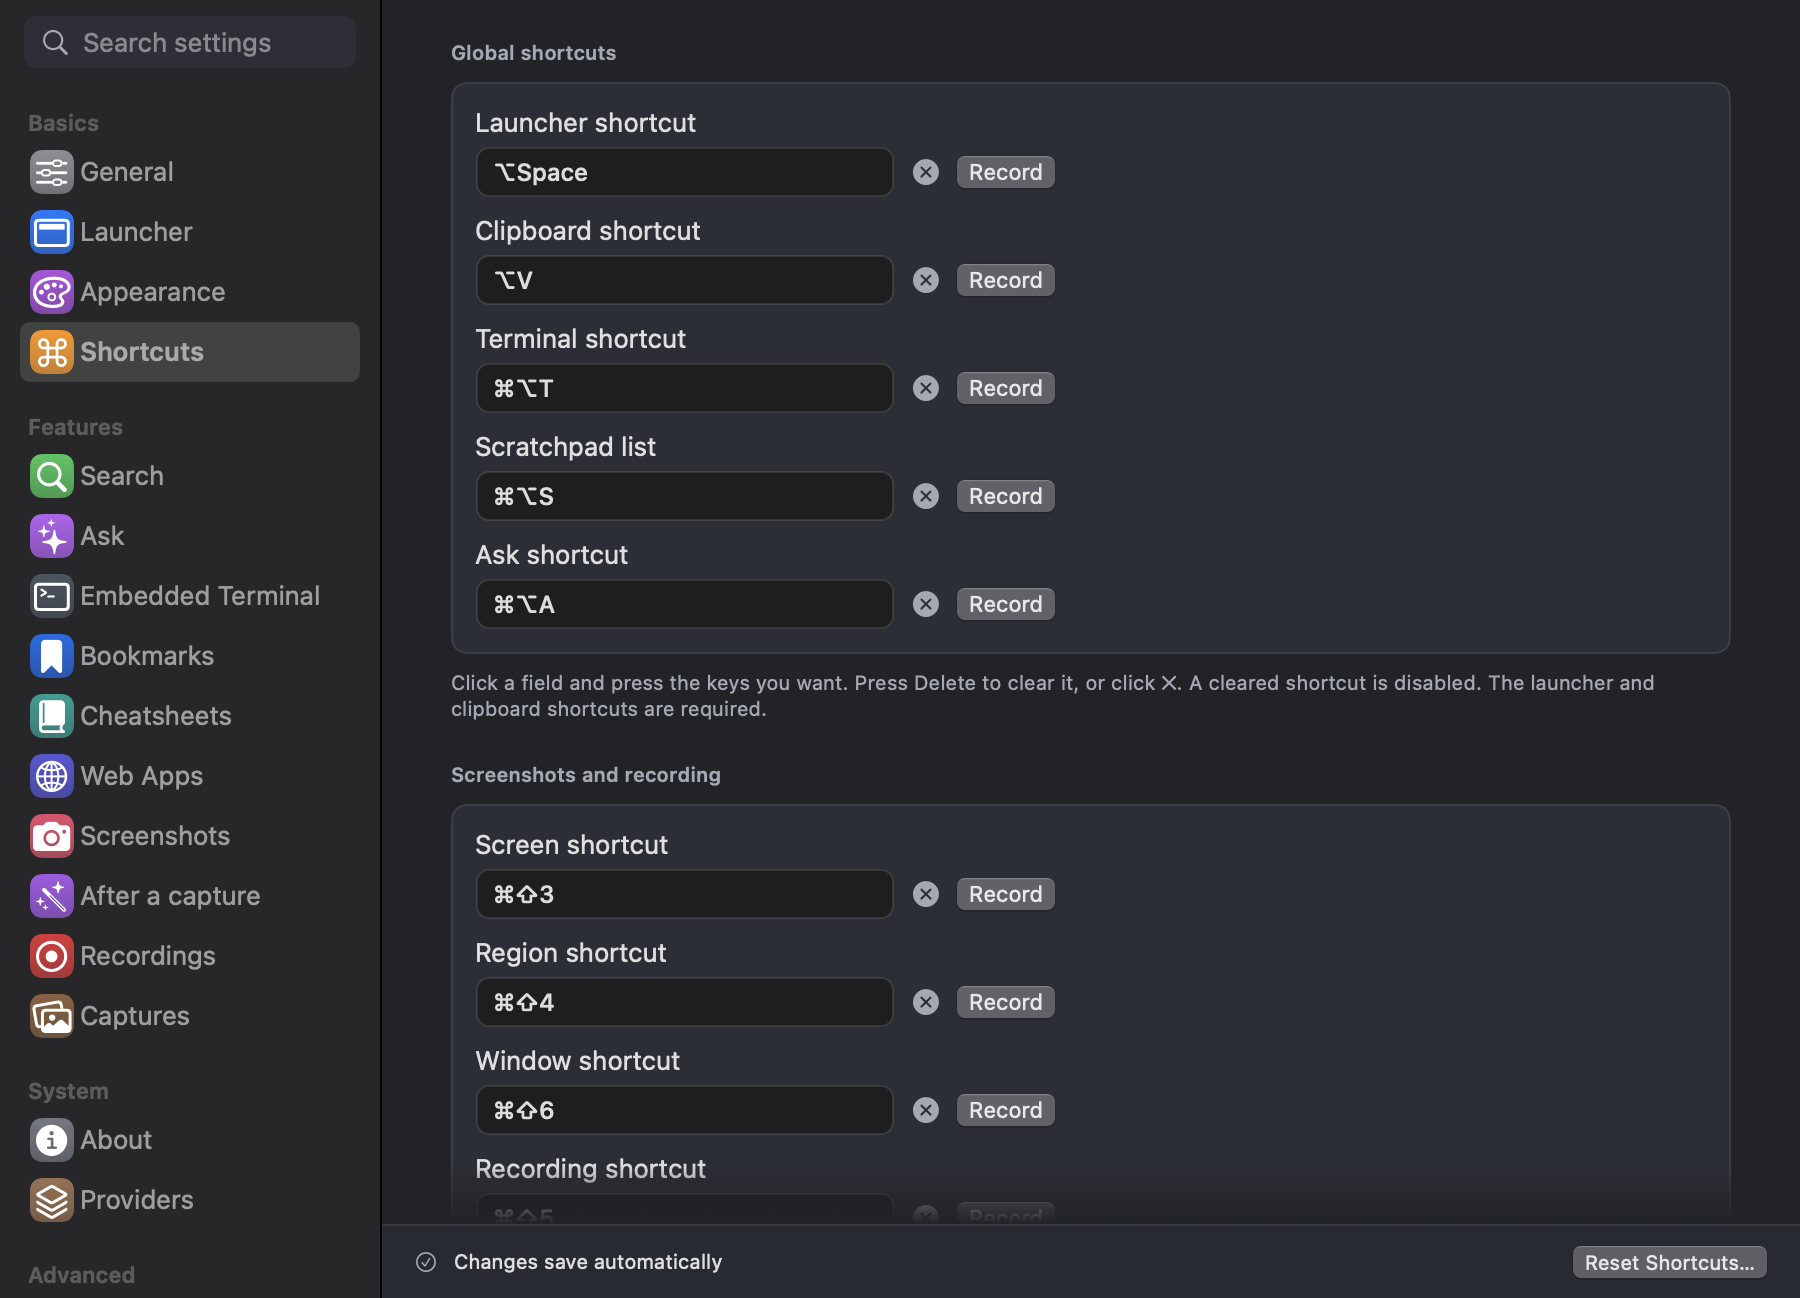 Search settings
Basics
General
Launcher
Appearance
Shortcuts
Features
Search
Ask
Embedded Terminal
Bookmarks
Cheatsheets
Web Apps
Screenshots
After a capture
Recordings
Captures
System
About
Providers
Advanced
Global shortcuts
Launcher shortcut
⌥Space
Record
Clipboard shortcut
⌥V
Record
Terminal shortcut
⌘⌥T
Record
Scratchpad list
⌘⌥S
Record
Ask shortcut
⌘⌥A
Record
Click a field and press the keys you want. Press Delete to clear it, or click ✕. A cleared shortcut is disabled. The launcher and
clipboard shortcuts are required.
Screenshots and recording
Screen shortcut
⌘⇧3
Record
Region shortcut
⌘⇧4
Record
Window shortcut
⌘⇧6
Record
Recording shortcut
⌘⇧5
Record
Changes save automatically
Reset Shortcuts...